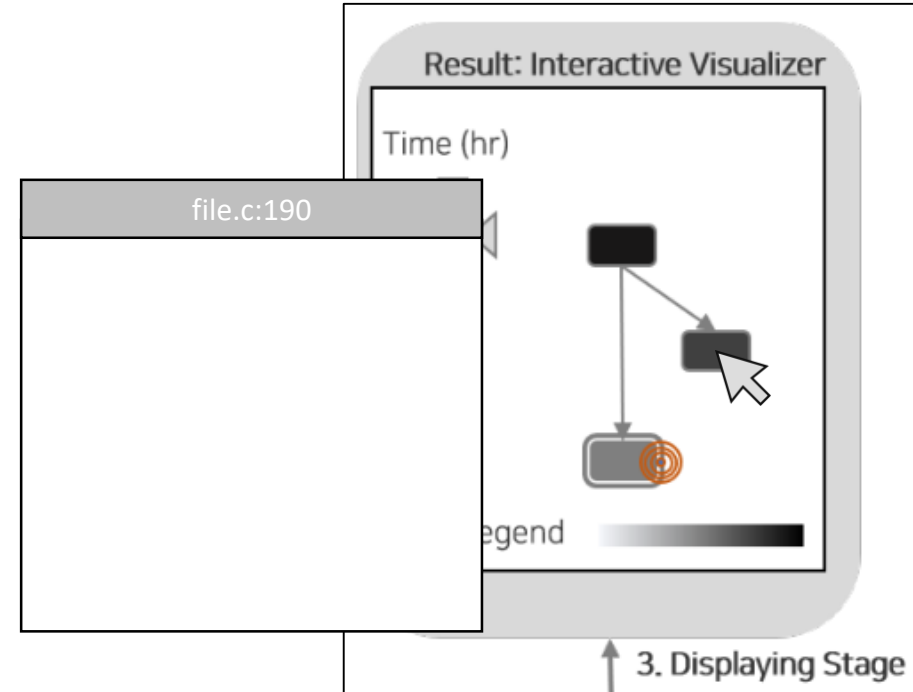 Result: Interactive Visualizer
Time (hr)
file.c:190
egend
3. Displaying Stage